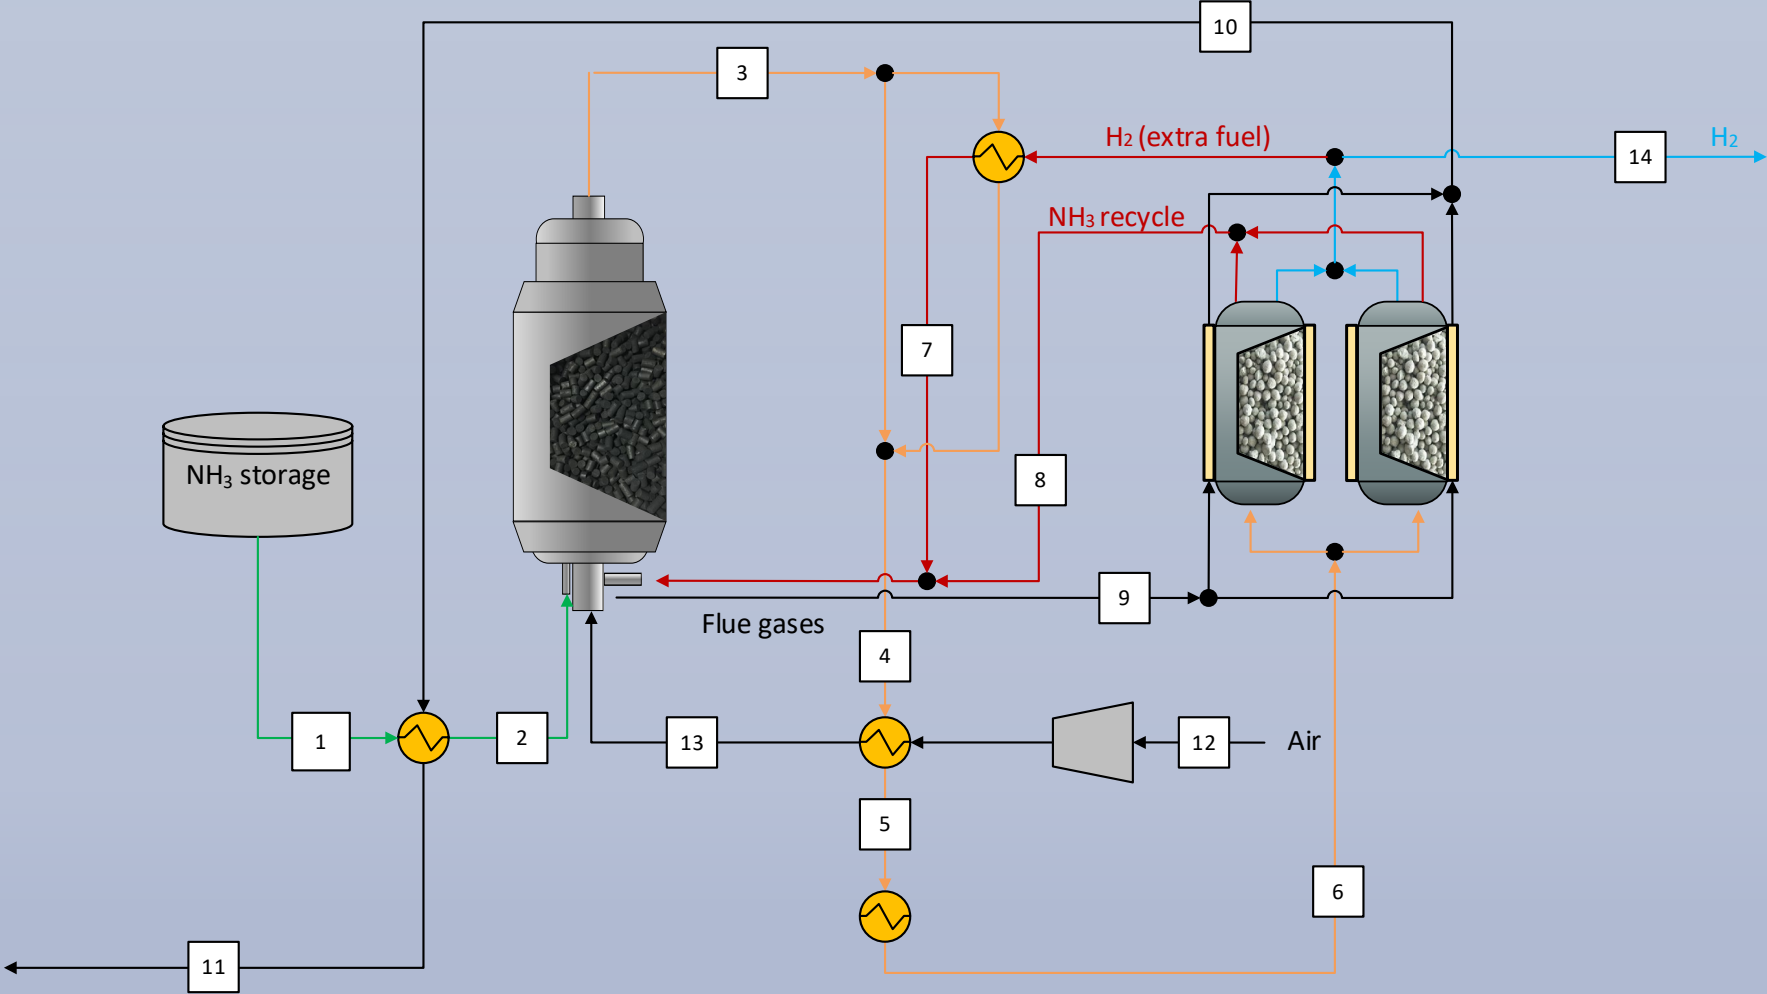 10
3
H₂ (extra fuel)
14
H₂
NH₃ recycle
7
NH₃ storage
8
9
Flue gases
4
1
2
13
12
Air
5
6
11